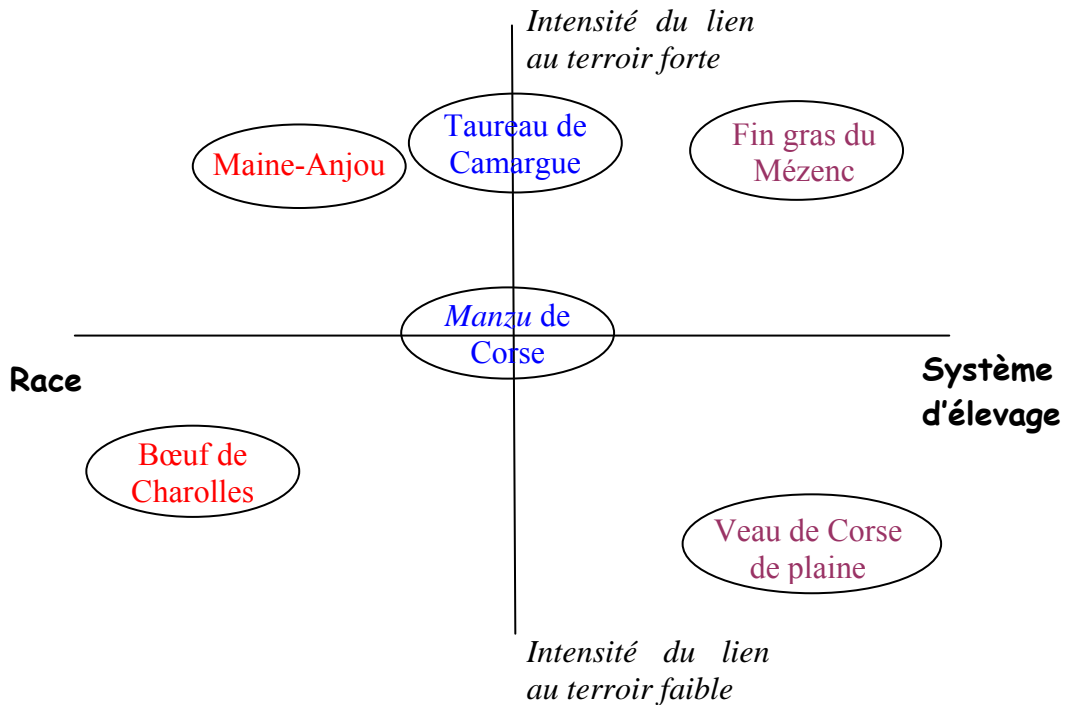 Intensité du lien
au terroir forte
Taureau de
Camargue
Maine-Anjou
Fin gras du
Mézenc
Manzu de
Corse
Race
Système
d'élevage
Bœuf de
Charolles
Veau de Corse
de plaine
Intensité du lien
au terroir faible